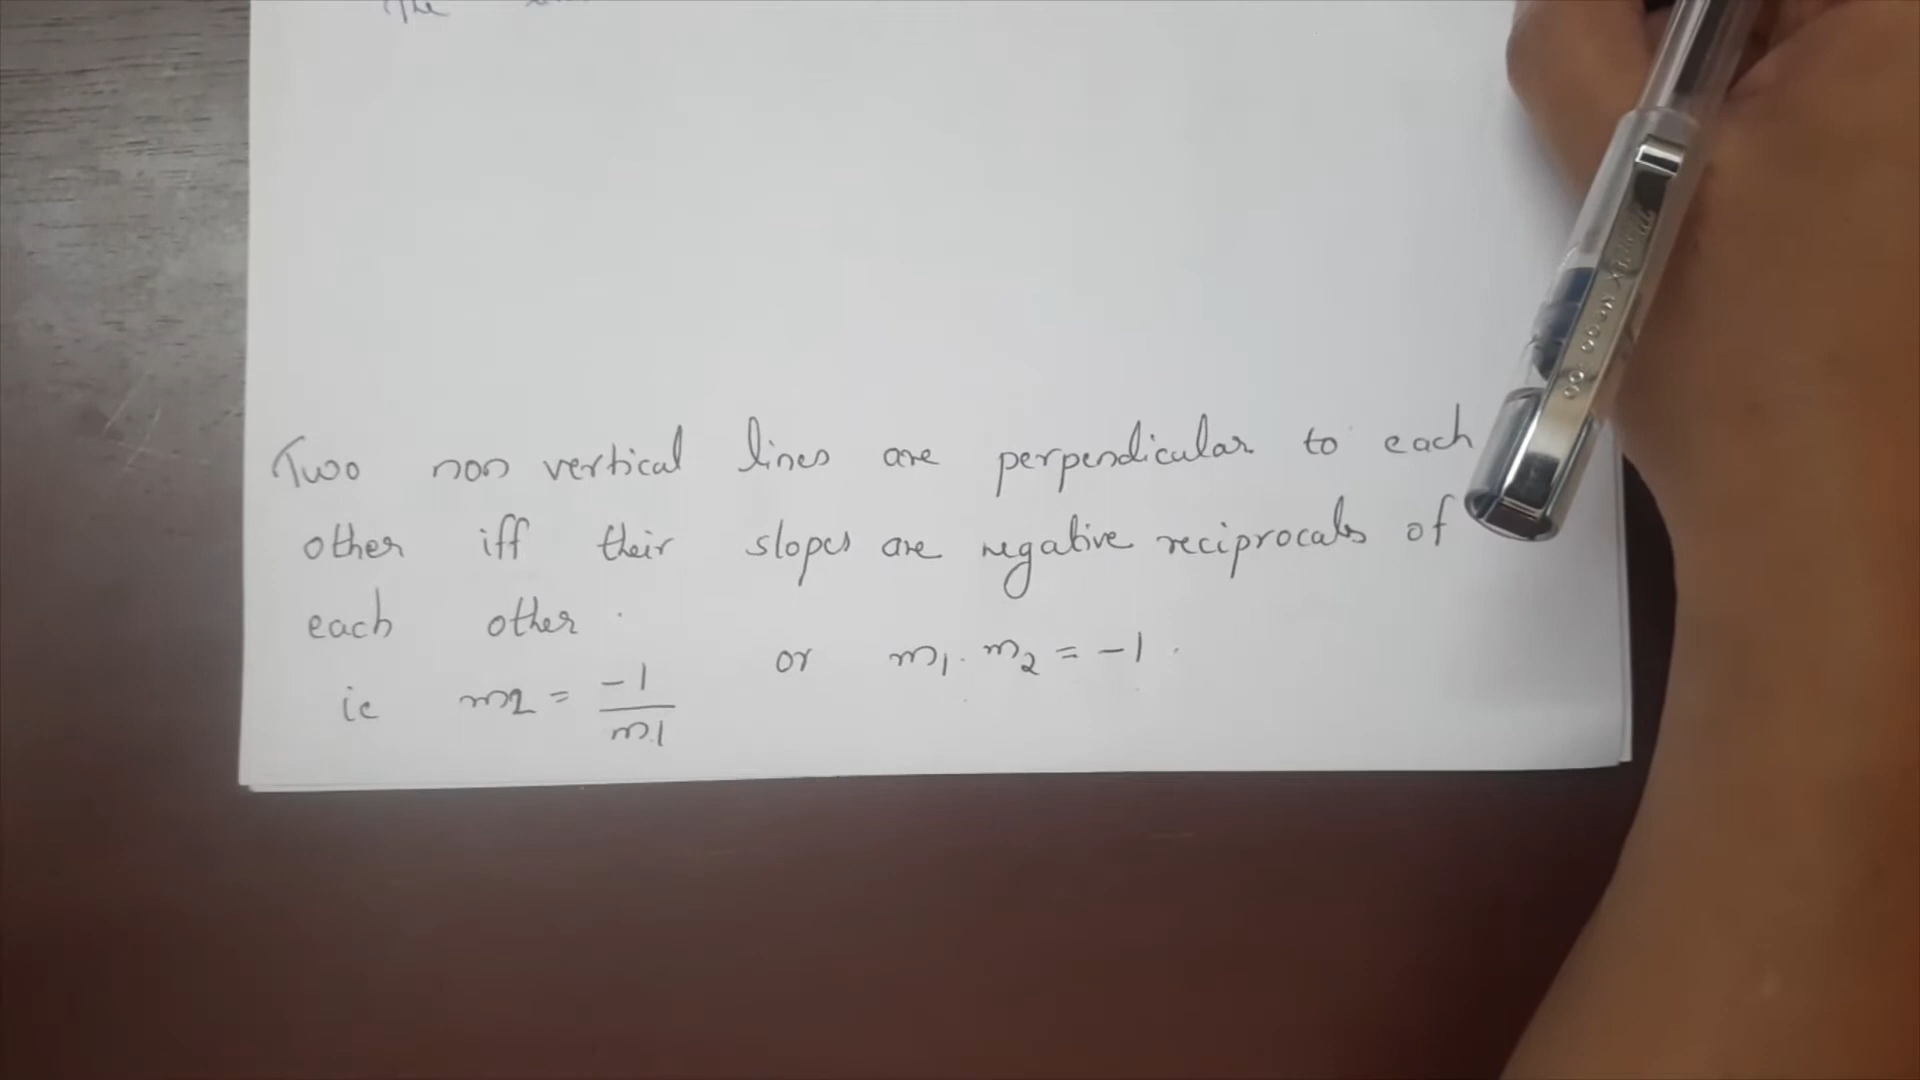 The
Two non vertical lines are perpendicular to each
other iff their slopes are negative reciprocals of
each other.
ie m2 = -1/m1 or m1. m2 = -1.